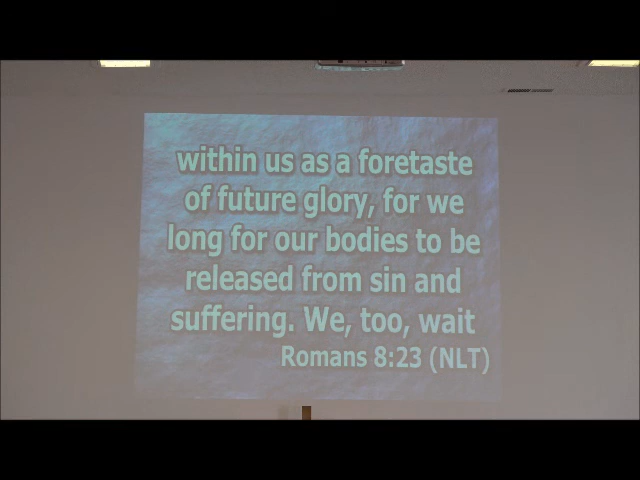 within us as a foretaste
of future glory, for we
long for our bodies to be
released from sin and
suffering. We, too, wait
Romans 8:23 (NLT)